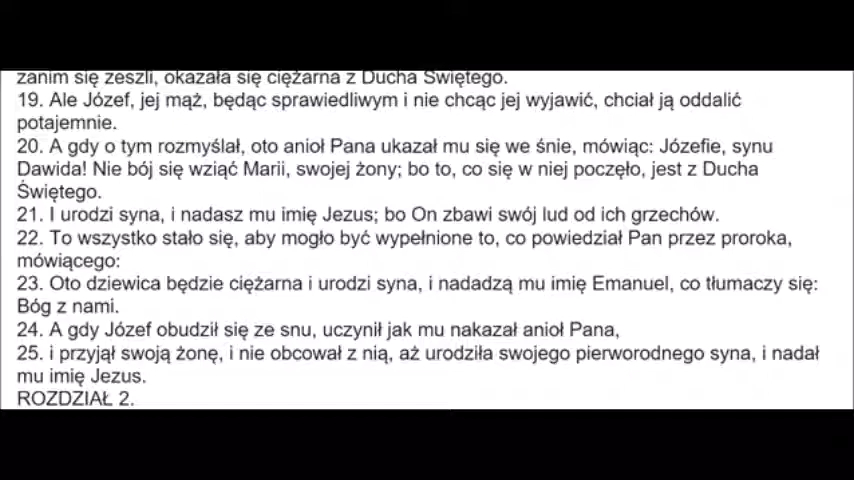 zanim się zeszli, okazała się ciężarna z Ducha Świętego.
19. Ale Józef, jej mąż, będąc sprawiedliwym i nie chcąc jej wyjawić, chciał ją oddalić
potajemnie.
20. A gdy o tym rozmyślał, oto anioł Pana ukazał mu się we śnie, mówiąc: Józefie, synu
Dawida! Nie bój się wziąć Marii, swojej żony; bo to, co się w niej poczęło, jest z Ducha
Świętego.
21. I urodzi syna, i nadasz mu imię Jezus; bo On zbawi swój lud od ich grzechów.
22. To wszystko stało się, aby mogło być wypełnione to, co powiedział Pan przez proroka,
mówiącego:
23. Oto dziewica będzie ciężarna i urodzi syna, i nadadzą mu imię Emanuel, co tłumaczy się:
Bóg z nami.
24. A gdy Józef obudził się ze snu, uczynił jak mu nakazał anioł Pana,
25. i przyjął swoją żonę, i nie obcował z nią, aż urodziła swojego pierworodnego syna, i nadał
mu imię Jezus.
ROZDZIAŁ 2.